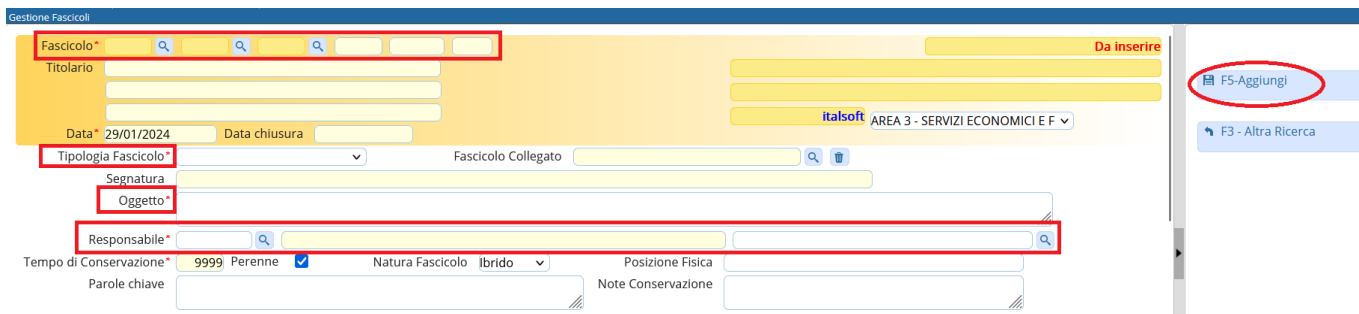 Gestione Fascicoli
Fascicolo*
Da inserire
Titolario
italsoft AREA 3 - SERVIZI ECONOMICI E F
Data* 29/01/2024 Data chiusura
Tipologia Fascicolo* Fascicolo Collegato
Segnatura
Oggetto*
Responsabile*
Tempo di Conservazione* 9999 Perenne Natura Fascicolo Ibrido Posizione Fisica
Parole chiave Note Conservazione
F5-Aggiungi
F3 - Altra Ricerca